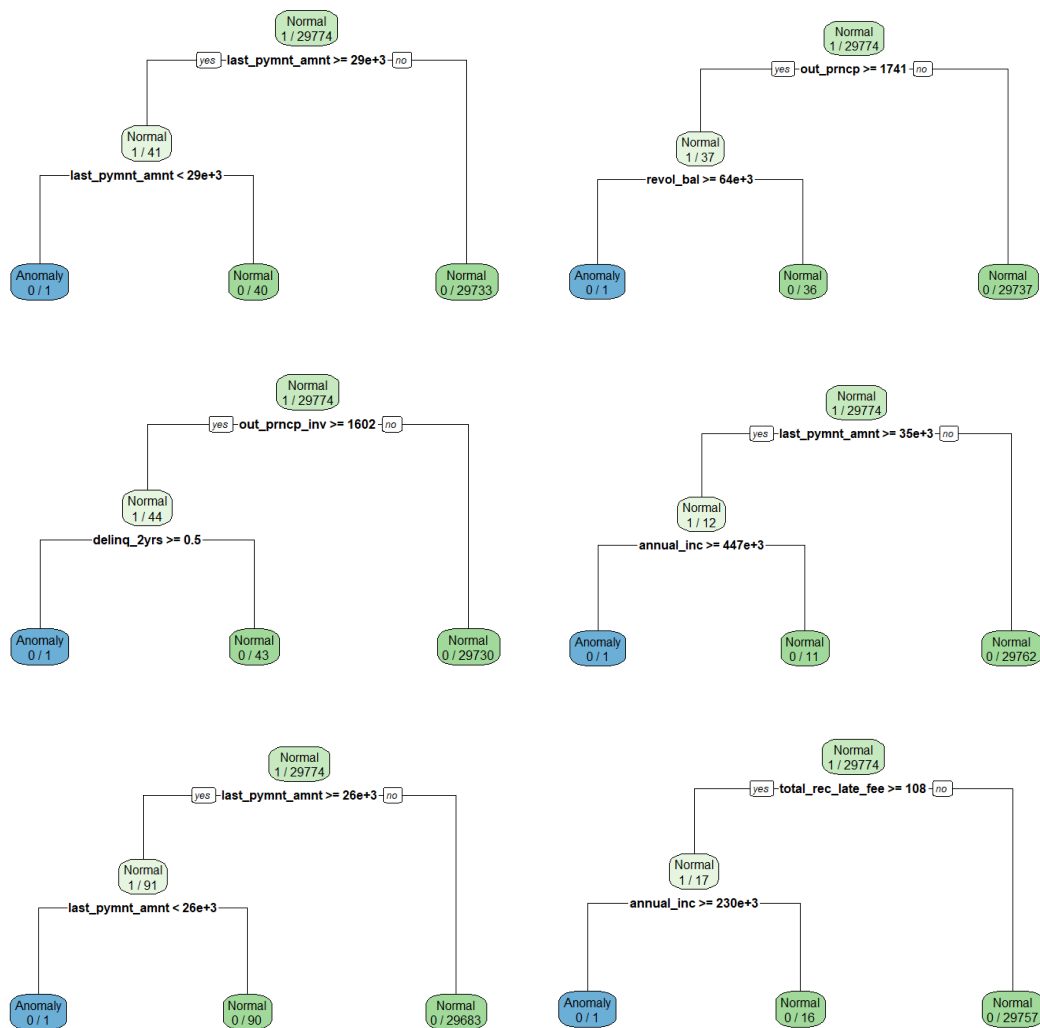 Normal
1 / 29774
yes last_pymnt_amnt >= 29e+3 no
Normal
1 / 41
last_pymnt_amnt < 29e+3
Anomaly
0 / 1
Normal
0 / 40
Normal
0 / 29733
Normal
1 / 29774
yes out_prncp >= 1741 no
Normal
1 / 37
revol_bal >= 64e+3
Anomaly
0 / 1
Normal
0 / 36
Normal
0 / 29737
Normal
1 / 29774
yes out_prncp_inv >= 1602 no
Normal
1 / 44
delinq_2yrs >= 0.5
Anomaly
0 / 1
Normal
0 / 43
Normal
0 / 29730
Normal
1 / 29774
yes last_pymnt_amnt >= 35e+3 no
Normal
1 / 12
annual_inc >= 447e+3
Anomaly
0 / 1
Normal
0 / 11
Normal
0 / 29762
Normal
1 / 29774
yes last_pymnt_amnt >= 26e+3 no
Normal
1 / 91
last_pymnt_amnt < 26e+3
Anomaly
0 / 1
Normal
0 / 90
Normal
0 / 29683
Normal
1 / 29774
yes total_rec_late_fee >= 108 no
Normal
1 / 17
annual_inc >= 230e+3
Anomaly
0 / 1
Normal
0 / 16
Normal
0 / 29757